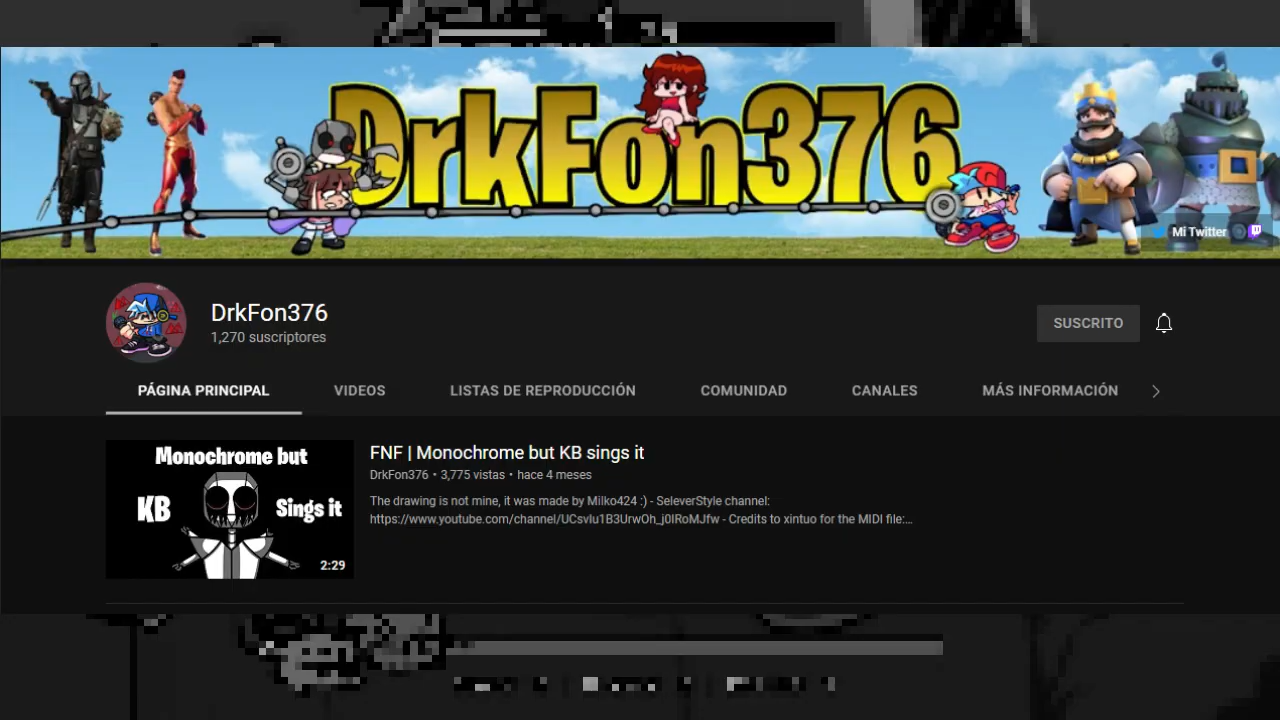 DrkFon376
Mi Twitter
DrkFon376
1,270 suscriptores
SUSCRITO
PÁGINA PRINCIPAL
VIDEOS
LISTAS DE REPRODUCCIÓN
COMUNIDAD
CANALES
MÁS INFORMACIÓN
Monochrome but
KB
Sings it
2:29
FNF | Monochrome but KB sings it
DrkFon376 • 3,775 vistas • hace 4 meses
The drawing is not mine, it was made by Milko424 :) - SeleverStyle channel:
https://www.youtube.com/channel/UCsvlu1B3UrwOh_j0IRoMJfw - Credits to xintuo for the MIDI file:...